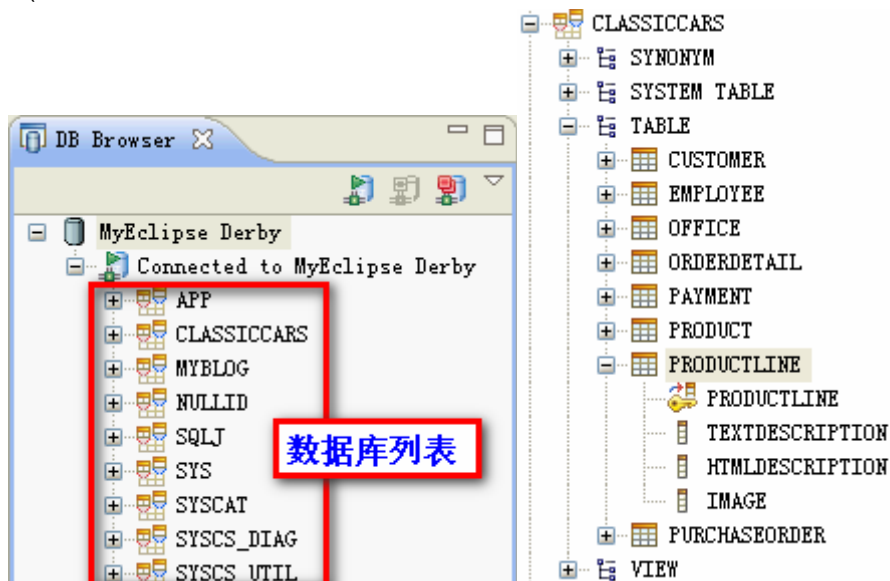 DB Browser
MyEclipse Derby
Connected to MyEclipse Derby
APP
CLASSICCARS
MYBLOG
NULLID
SQLJ
SYS
SYSCAT
SYSCS_DIAG
SYSCS_UTIL
数据库列表
CLASSICCARS
SYNONYM
SYSTEM TABLE
TABLE
CUSTOMER
EMPLOYEE
OFFICE
ORDERDETAIL
PAYMENT
PRODUCT
PRODUCTLINE
PRODUCTLINE
TEXTDESCRIPTION
HTMLDESCRIPTION
IMAGE
PURCHASEORDER
VIEW